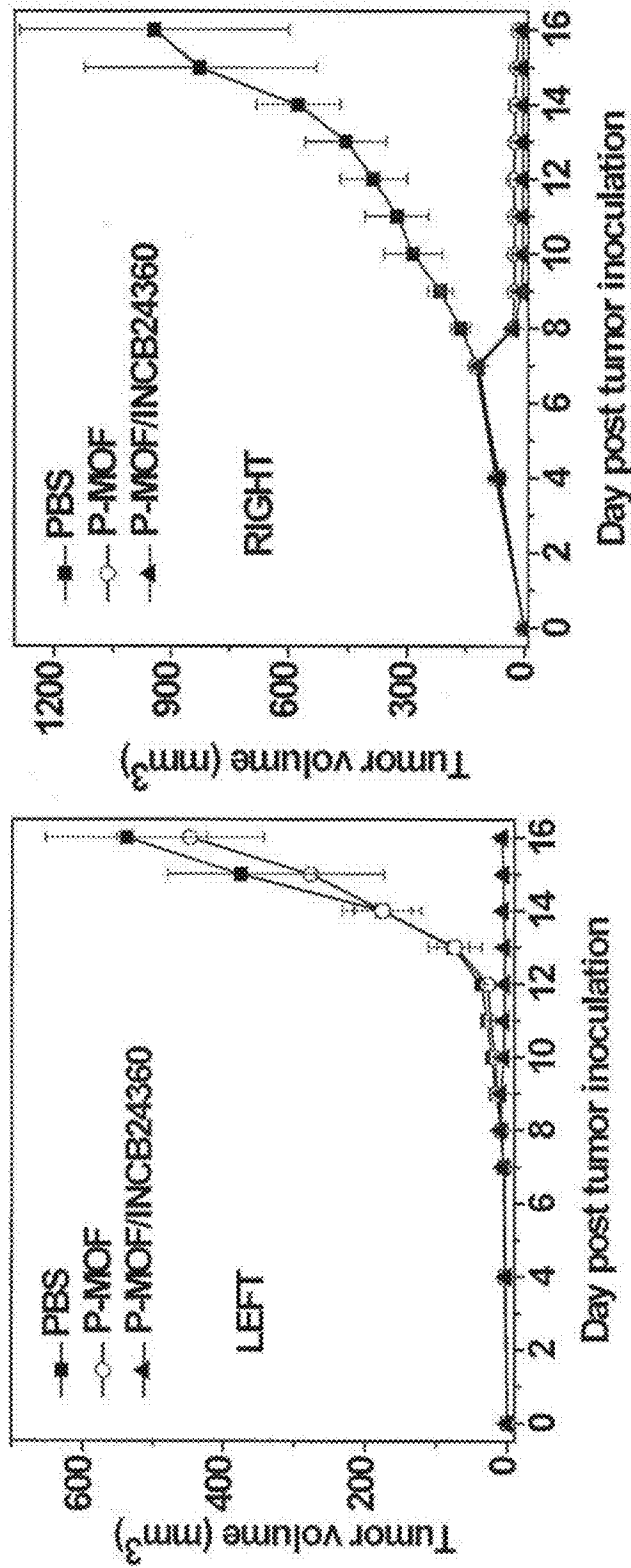 PBS
P-MOF
P-MOF/INCB24360
LEFT
Tumor volume (mm3)
600
400
200
0
0 2 4 6 8 10 12 14 16
Day post tumor inoculation
PBS
P-MOF
P-MOF/INCB24360
RIGHT
Tumor volume (mm3)
1200
900
600
300
0
0 2 4 6 8 10 12 14 16
Day post tumor inoculation